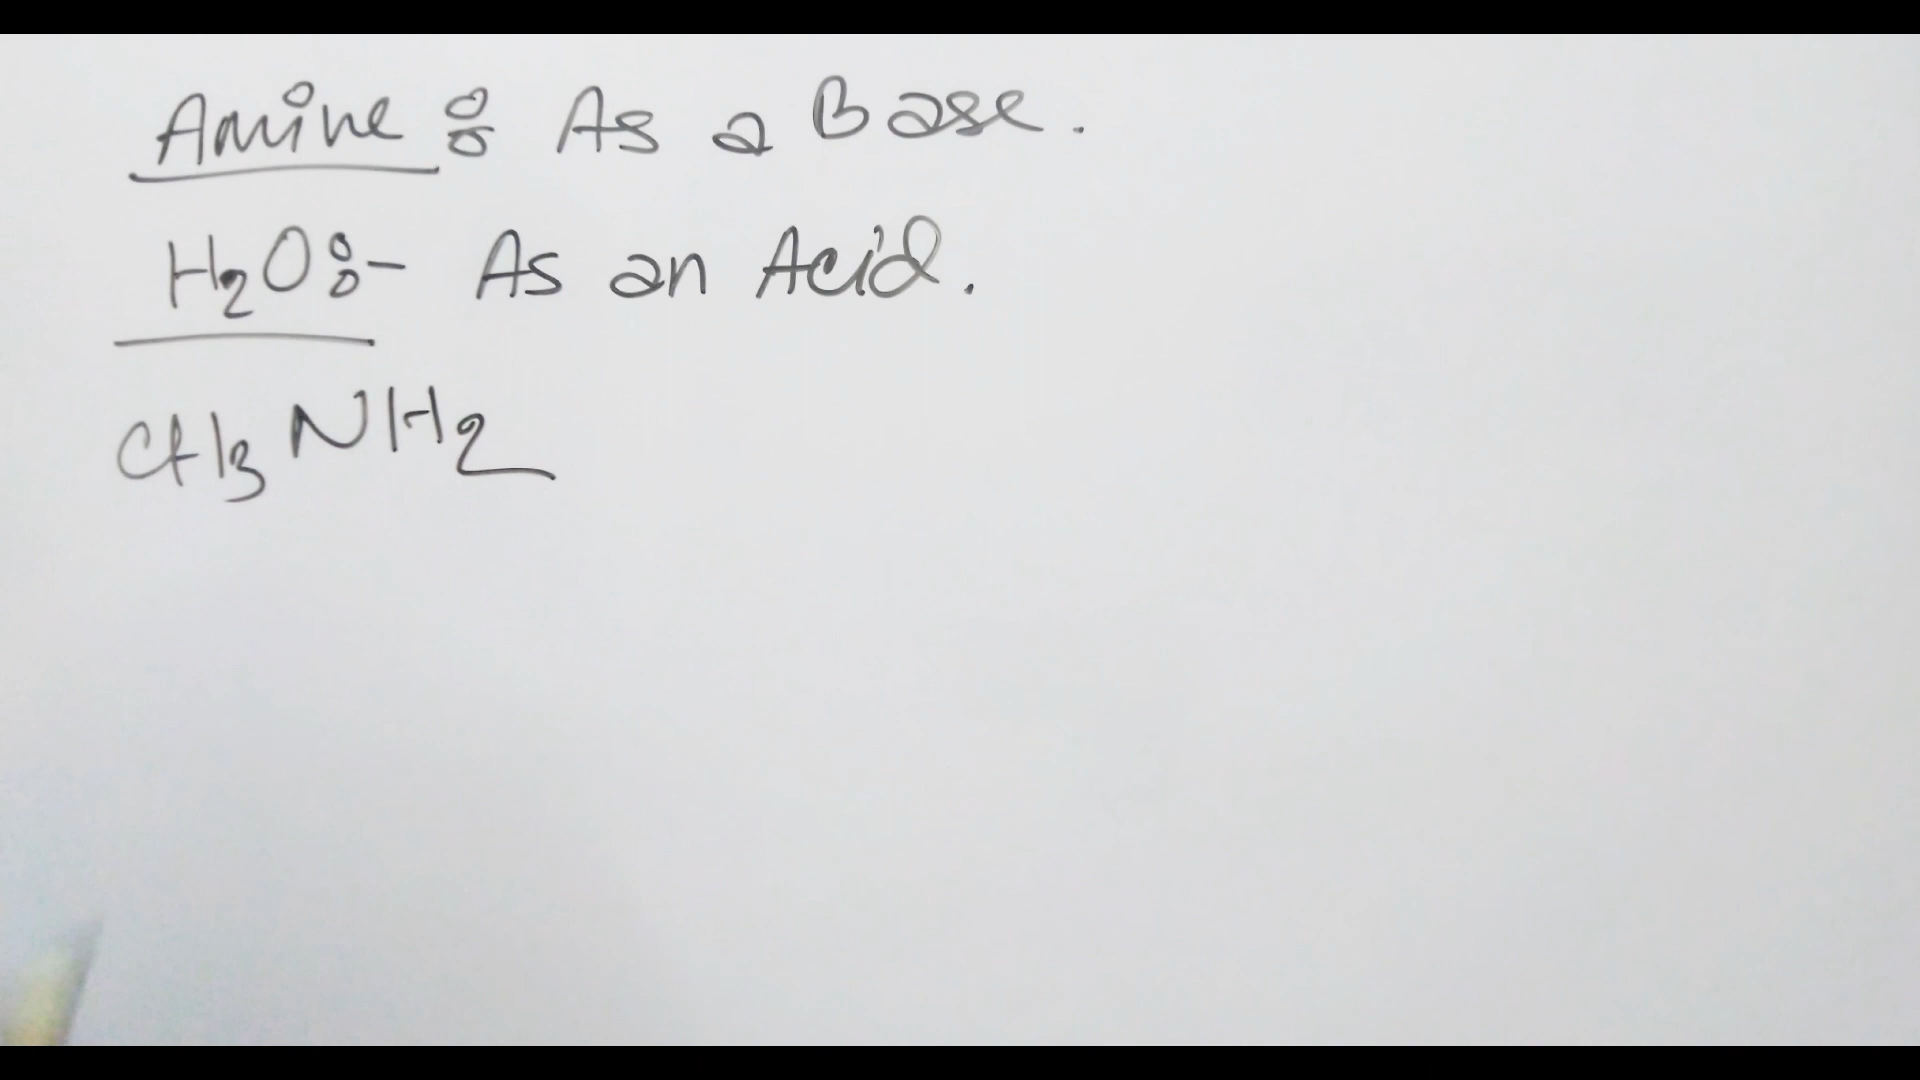 Amine : As a Base.
H₂O :- As an Acid.
CH₃NH₂